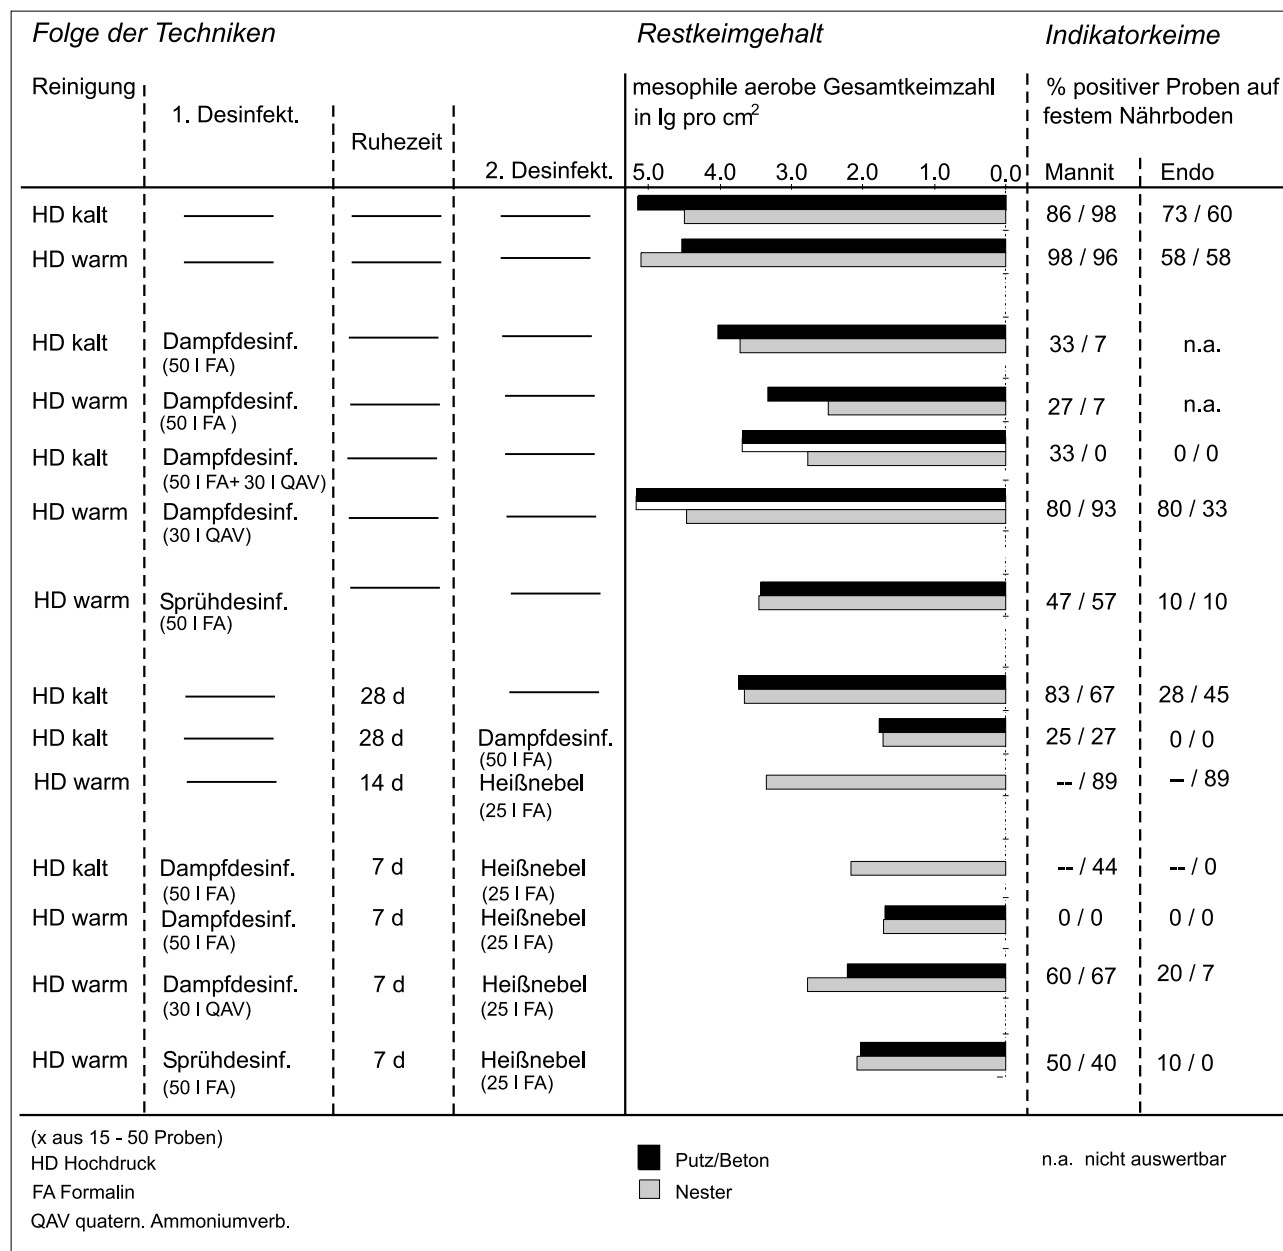 Folge der Techniken Restkeimgehalt Indikatorkeime
Reinigung mesophile aerobe Gesamtkeimzahl % positiver Proben auf
1. Desinfekt. in lg pro cm² festem Nährboden
Ruhezeit
2. Desinfekt. 5.0 4.0 3.0 2.0 1.0 0.0 Mannit Endo
HD kalt 86 / 98 73 / 60
HD warm 98 / 96 58 / 58
HD kalt Dampfdesinf. 33 / 7 n.a.
(50 l FA)
HD warm Dampfdesinf. 27 / 7 n.a.
(50 l FA )
HD kalt Dampfdesinf. 33 / 0 0 / 0
(50 l FA+ 30 l QAV)
HD warm Dampfdesinf. 80 / 93 80 / 33
(30 l QAV)
HD warm Sprühdesinf. 47 / 57 10 / 10
(50 l FA)
HD kalt 28 d 83 / 67 28 / 45
HD kalt 28 d Dampfdesinf. 25 / 27 0 / 0
(50 l FA)
HD warm 14 d Heißnebel -- / 89 – / 89
(25 l FA)
HD kalt Dampfdesinf. 7 d Heißnebel -- / 44 -- / 0
(50 l FA) (25 l FA)
HD warm Dampfdesinf. 7 d Heißnebel 0 / 0 0 / 0
(50 l FA) (25 l FA)
HD warm Dampfdesinf. 7 d Heißnebel 60 / 67 20 / 7
(30 l QAV) (25 l FA)
HD warm Sprühdesinf. 7 d Heißnebel 50 / 40 10 / 0
(50 l FA) (25 l FA)
(x aus 15 - 50 Proben)
HD Hochdruck Putz/Beton n.a. nicht auswertbar
FA Formalin Nester
QAV quatern. Ammoniumverb.